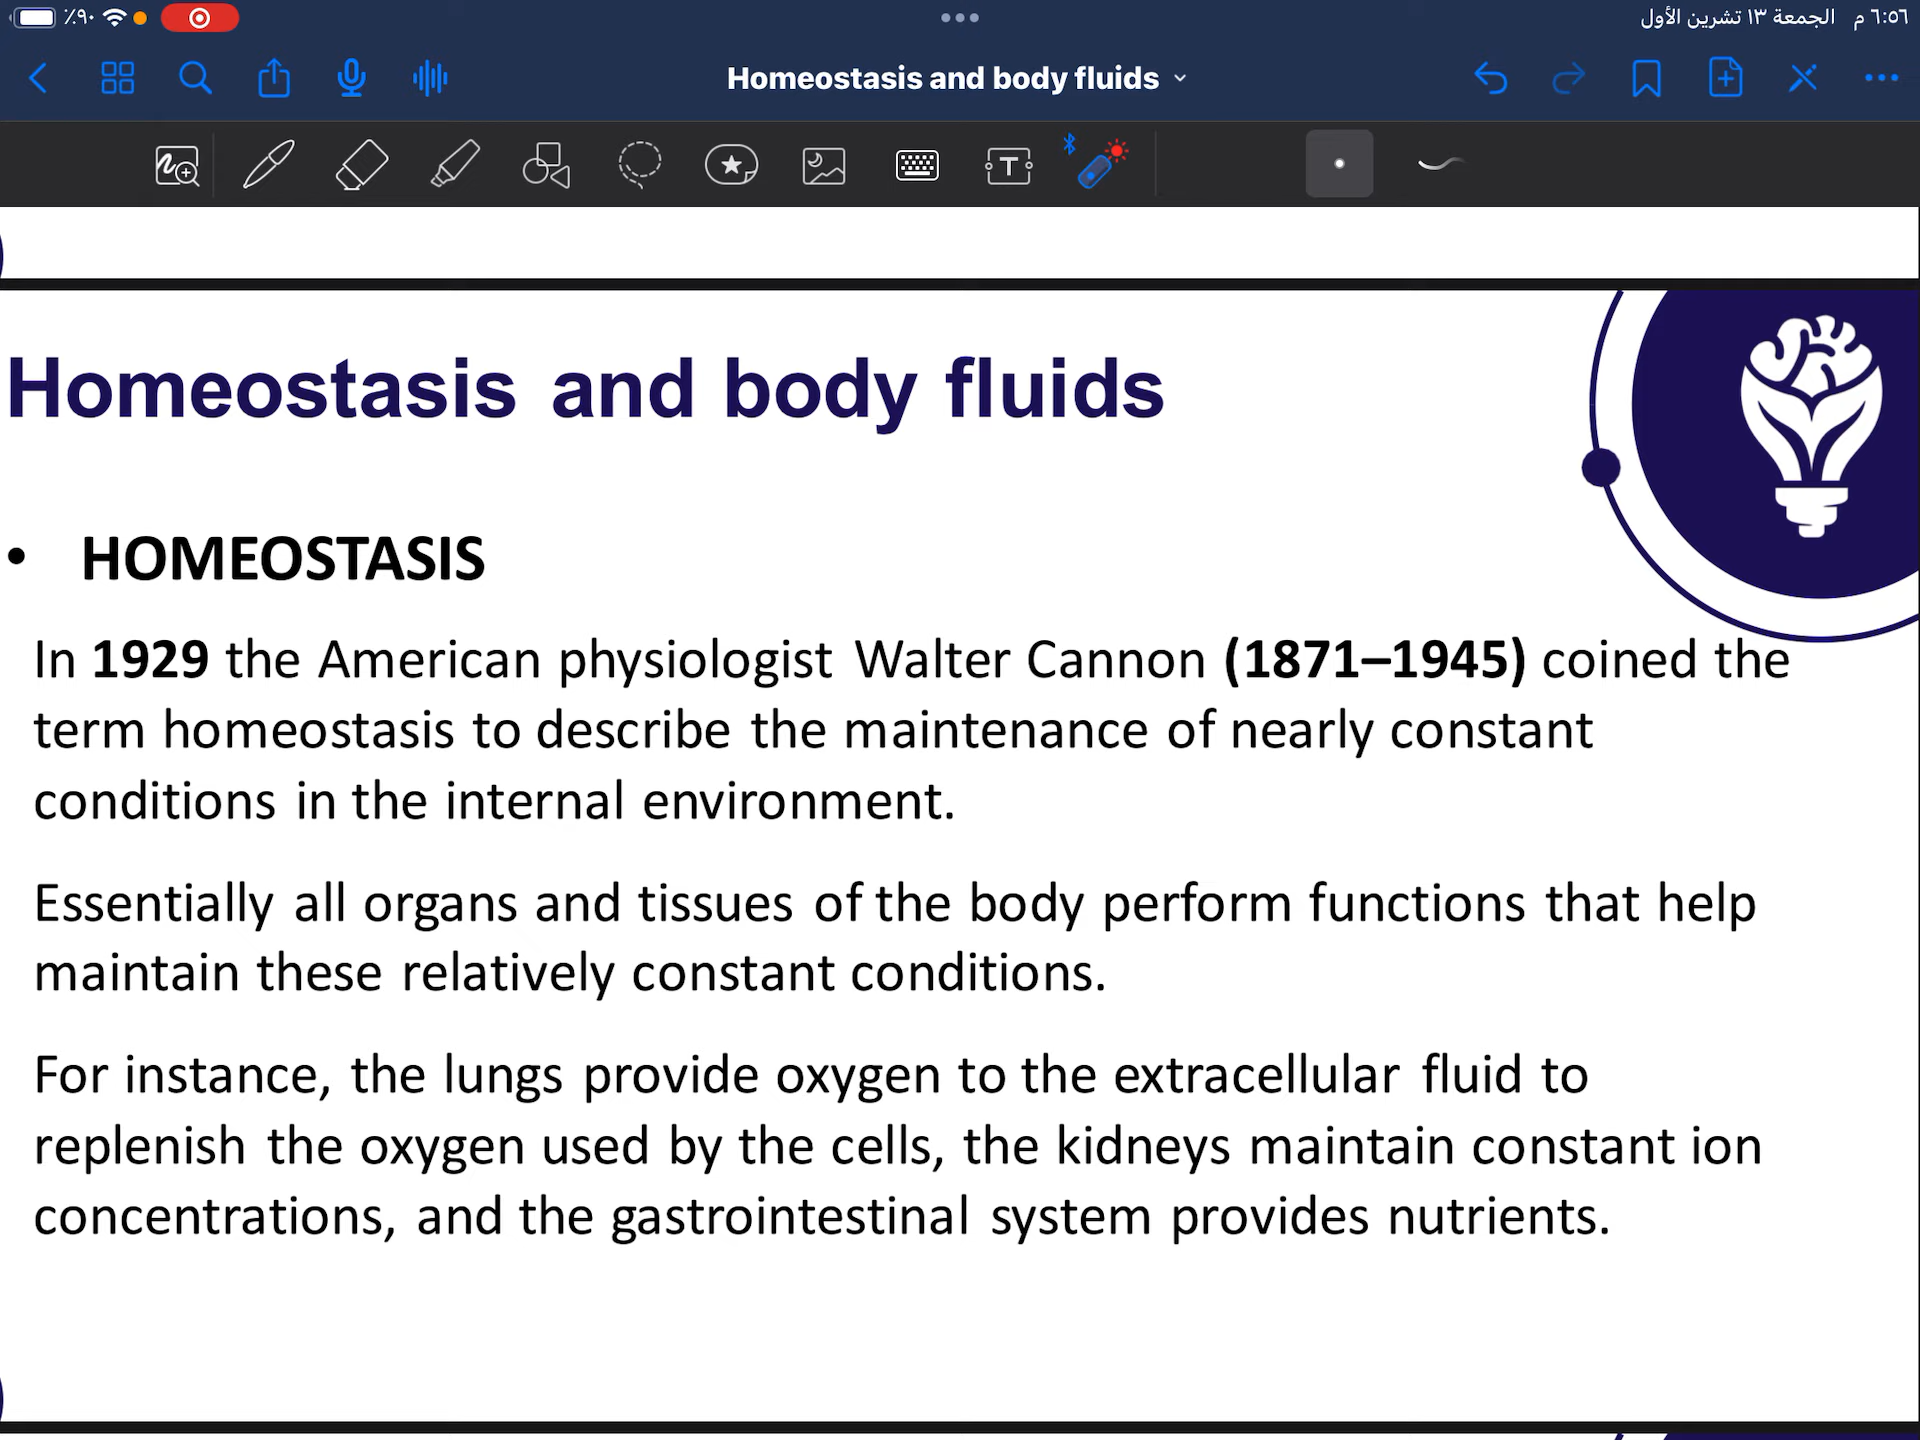 ٪٩٠
٦:٥٦ م الجمعة ١٣ تشرين الأول
Homeostasis and body fluids
T
Homeostasis and body fluids
• HOMEOSTASIS
In 1929 the American physiologist Walter Cannon (1871–1945) coined the
term homeostasis to describe the maintenance of nearly constant
conditions in the internal environment.
Essentially all organs and tissues of the body perform functions that help
maintain these relatively constant conditions.
For instance, the lungs provide oxygen to the extracellular fluid to
replenish the oxygen used by the cells, the kidneys maintain constant ion
concentrations, and the gastrointestinal system provides nutrients.